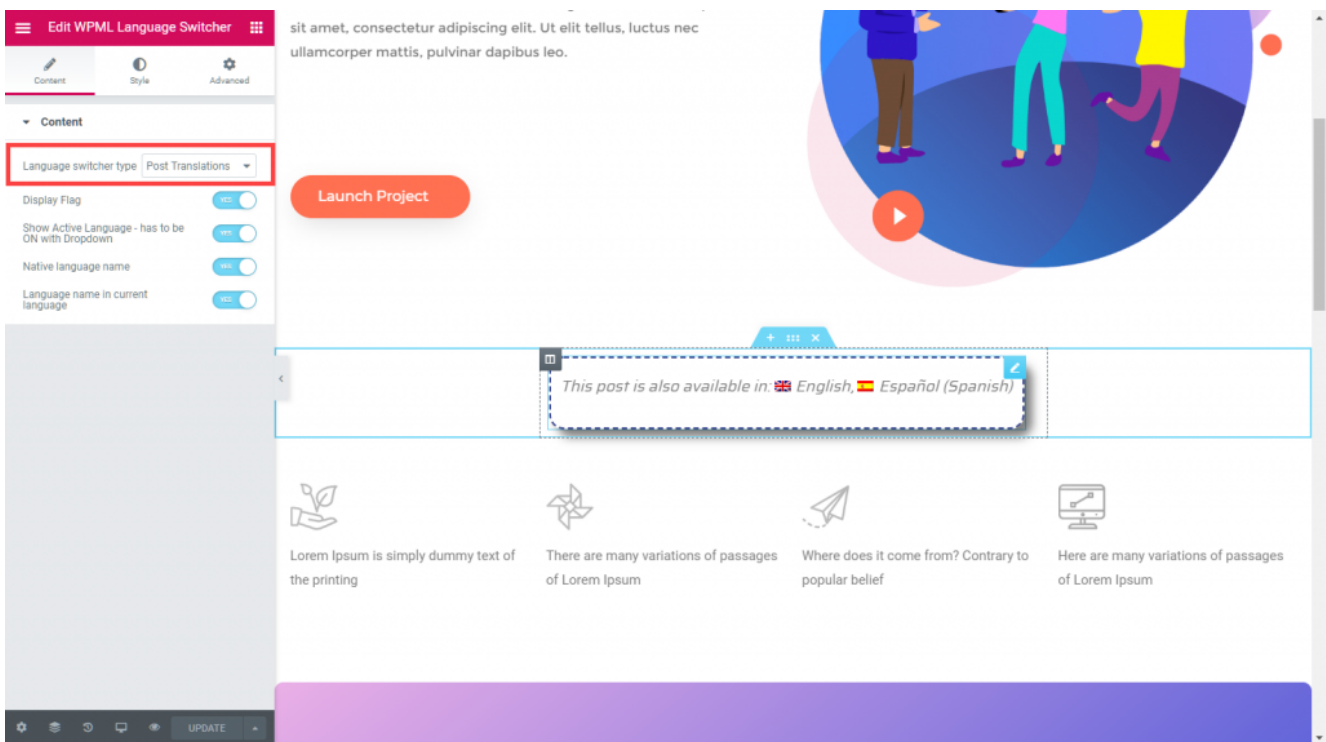 Edit WPML Language Switcher
Content
Style
Advanced
Content
Language switcher type Post Translations
Display Flag YES
Show Active Language - has to be
ON with Dropdown YES
Native language name YES
Language name in current
language YES
UPDATE
sit amet, consectetur adipiscing elit. Ut elit tellus, luctus nec
ullamcorper mattis, pulvinar dapibus leo.
Launch Project
This post is also available in: English, Español (Spanish)
Lorem Ipsum is simply dummy text of
the printing
There are many variations of passages
of Lorem Ipsum
Where does it come from? Contrary to
popular belief
Here are many variations of passages
of Lorem Ipsum